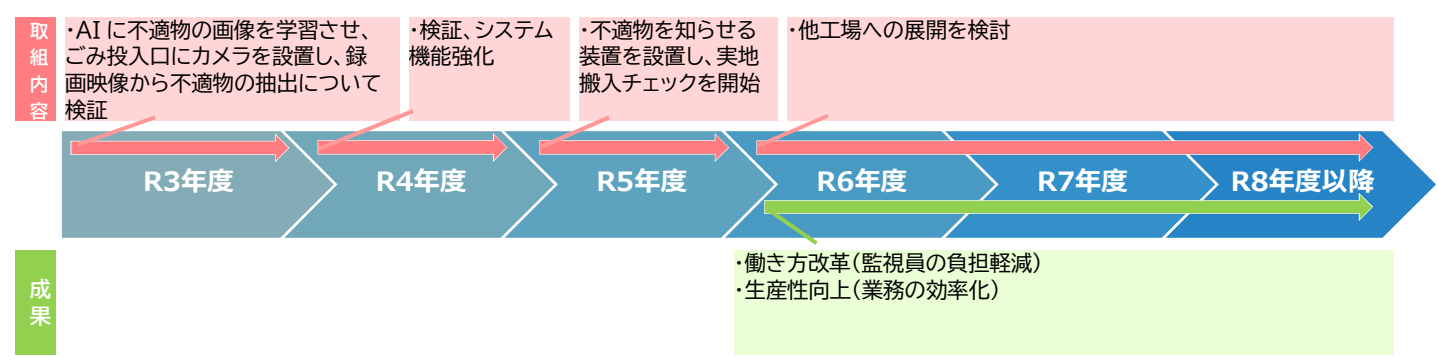 取組内容
・AIに不適物の画像を学習させ、
ごみ投入口にカメラを設置し、録
画映像から不適物の抽出について
検証
・検証、システム
機能強化
・不適物を知らせる
装置を設置し、実地
搬入チェックを開始
・他工場への展開を検討
R3年度
R4年度
R5年度
R6年度
R7年度
R8年度以降
成果
・働き方改革（監視員の負担軽減）
・生産性向上（業務の効率化）